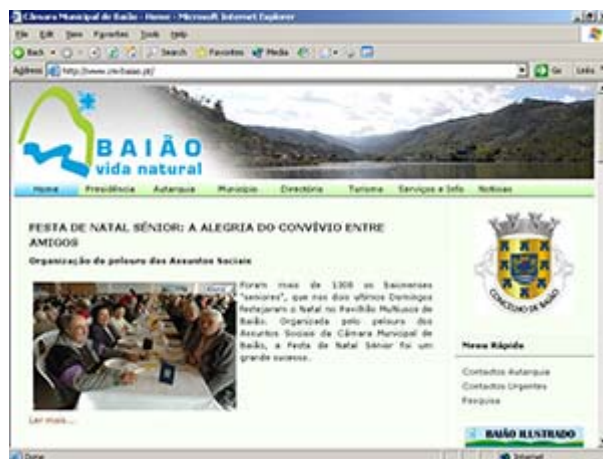 Câmara Municipal de Baião - Home - Microsoft Internet Explorer
File Edit View Favorites Tools Help
Back Search Favorites Media
Address http://www.cm-baiao.pt/ Go Links
BAIÃO
vida natural
Home Presidência Autarquia Município Directório Turismo Serviços e Info Notícias
FESTA DE NATAL SÉNIOR: A ALEGRIA DO CONVÍVIO ENTRE
AMIGOS
Organização do pelouro dos Assuntos Sociais
Foram mais de 1300 os baionenses
"seniores", que nos dois últimos Domingos
festejaram o Natal no Pavilhão Multiusos de
Baião. Organizada pelo pelouro dos
Assuntos Sociais da Câmara Municipal de
Baião, a Festa de Natal Sénior foi um
grande sucesso.
Ler mais...
CONCELHO DE BAIÃO
Menu Rápido
Contactos Autarquia
Contactos Urgentes
Pesquisa
BAIÃO ILUSTRADO
Done Internet